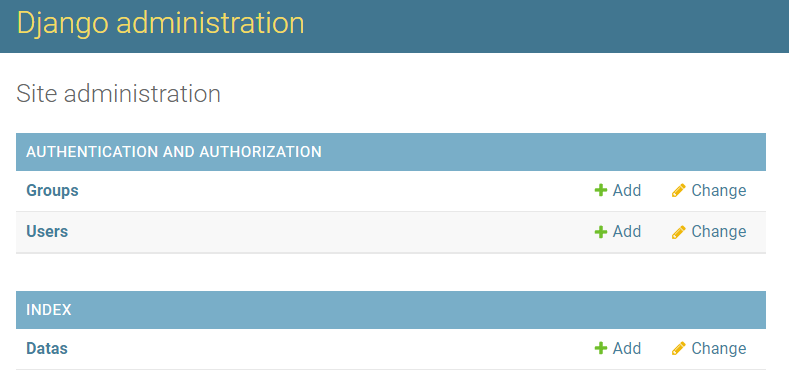 Django administration
Site administration
AUTHENTICATION AND AUTHORIZATION
Groups Add Change
Users Add Change
INDEX
Datas Add Change